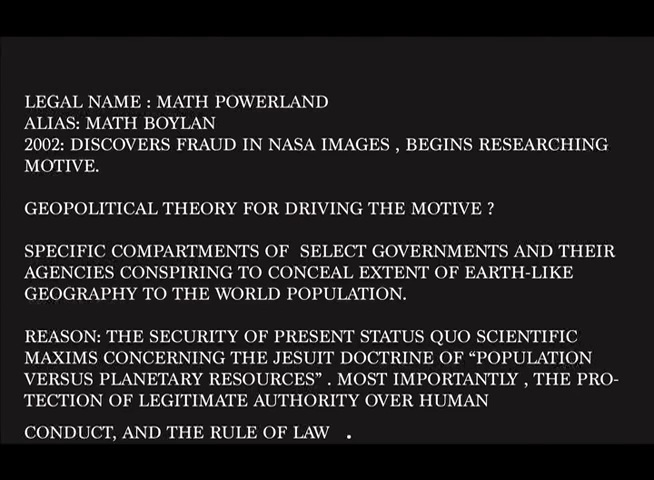 LEGAL NAME : MATH POWERLAND
ALIAS: MATH BOYLAN
2002: DISCOVERS FRAUD IN NASA IMAGES , BEGINS RESEARCHING
MOTIVE.
GEOPOLITICAL THEORY FOR DRIVING THE MOTIVE ?
SPECIFIC COMPARTMENTS OF  SELECT GOVERNMENTS AND THEIR
AGENCIES CONSPIRING TO CONCEAL EXTENT OF EARTH-LIKE
GEOGRAPHY TO THE WORLD POPULATION.
REASON: THE SECURITY OF PRESENT STATUS QUO SCIENTIFIC
MAXIMS CONCERNING THE JESUIT DOCTRINE OF “POPULATION
VERSUS PLANETARY RESOURCES” . MOST IMPORTANTLY , THE PRO-
TECTION OF LEGITIMATE AUTHORITY OVER HUMAN
CONDUCT, AND THE RULE OF LAW  .